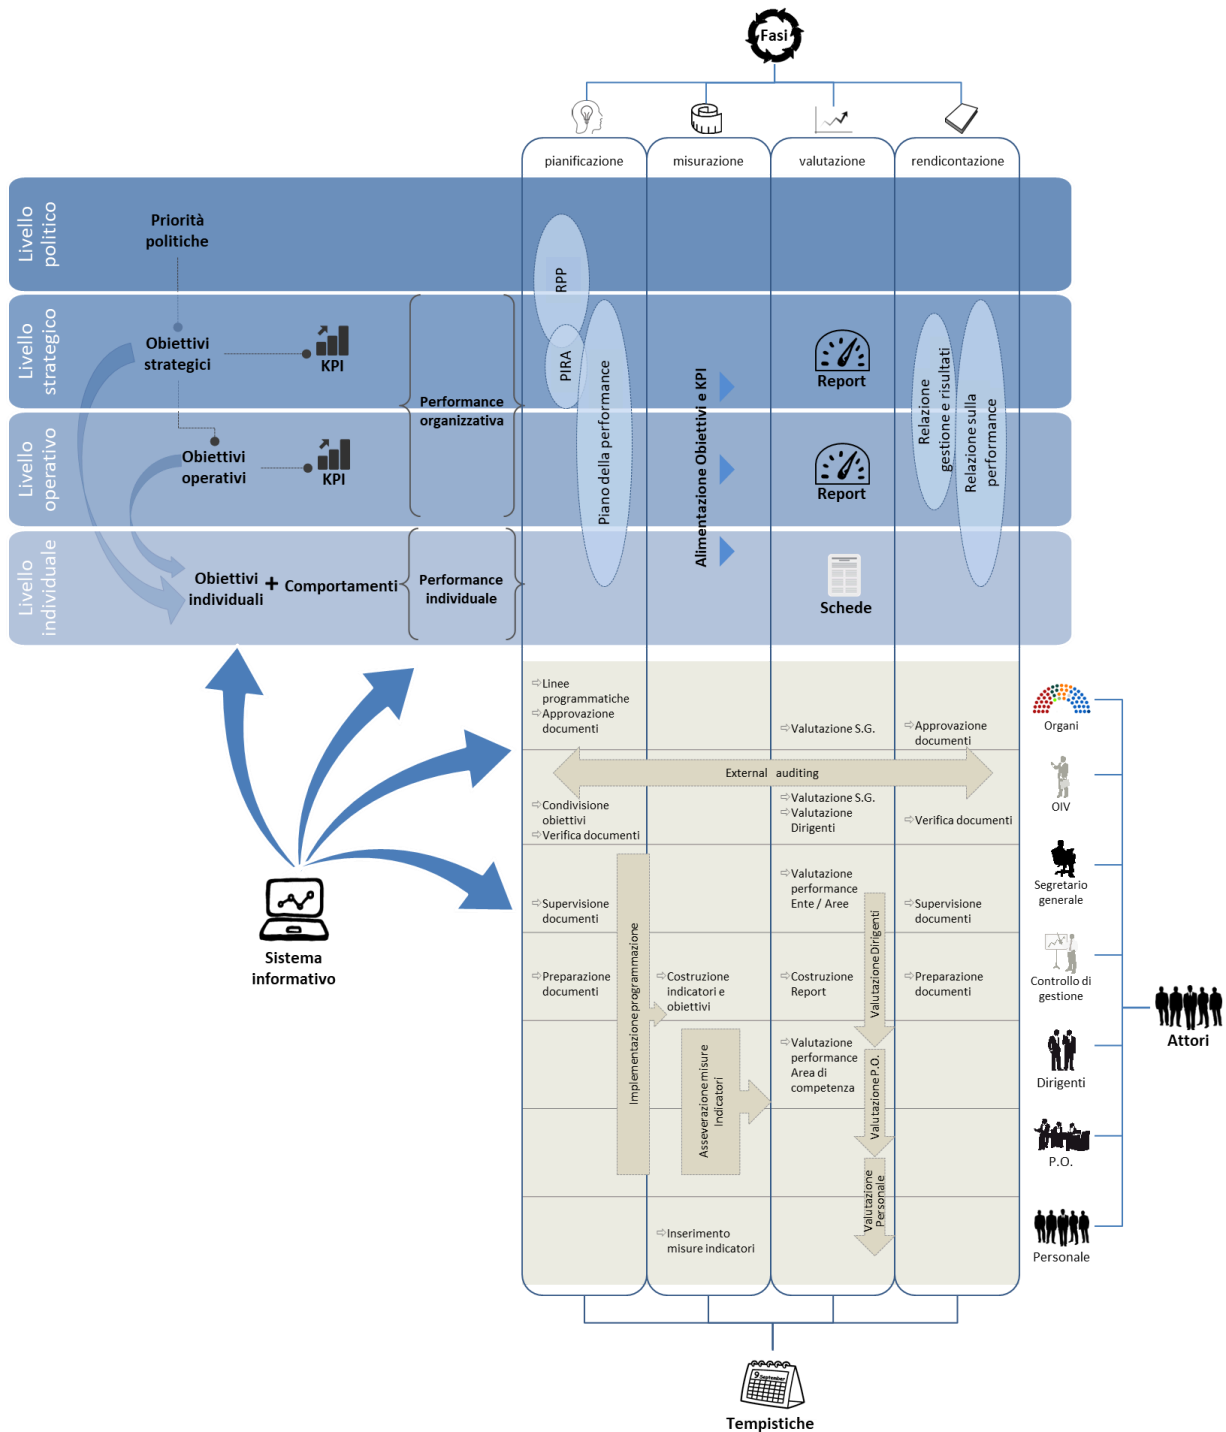 Fasi
pianificazione
misurazione
valutazione
rendicontazione
Livello
politico
Priorità
politiche
RPP
Livello
strategico
Obiettivi
strategici
KPI
PIRA
Performance
organizzativa
Piano della performance
Alimentazione Obiettivi e KPI
Report
Relazione
gestione e risultati
Relazione sulla
performance
Livello
operativo
Obiettivi
operativi
KPI
Report
Livello
individuale
Obiettivi
individuali
+
Comportamenti
Performance
individuale
Schede
Linee
programmatiche
Approvazione
documenti
Valutazione S.G.
Approvazione
documenti
Organi
External auditing
Condivisione
obiettivi
Verifica documenti
Valutazione S.G.
Valutazione
Dirigenti
Verifica documenti
OIV
Supervisione
documenti
Implementazione programmazione
Valutazione
performance
Ente / Aree
Valutazione Dirigenti
Supervisione
documenti
Segretario
generale
Sistema
informativo
Preparazione
documenti
Costruzione
indicatori e
obiettivi
Costruzione
Report
Preparazione
documenti
Controllo di
gestione
Attori
Asseverazione misure
Indicatori
Valutazione
performance
Area di
competenza
Valutazione P.O.
Dirigenti
P.O.
Valutazione
Personale
Inserimento
misure indicatori
Personale
9 September
Tempistiche